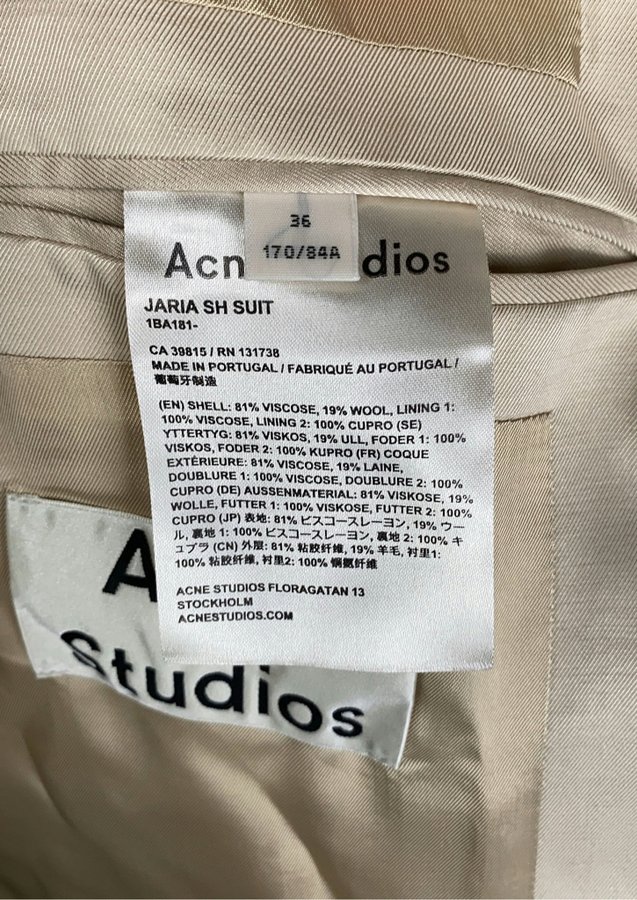 36
170/84A
Acn dios
JARIA SH SUIT
1BA181-
CA 39815 / RN 131738
MADE IN PORTUGAL / FABRIQUÉ AU PORTUGAL /
葡萄牙制造
(EN) SHELL: 81% VISCOSE, 19% WOOL, LINING 1:
100% VISCOSE, LINING 2: 100% CUPRO (SE)
YTTERTYG: 81% VISKOS, 19% ULL, FODER 1: 100%
VISKOS, FODER 2: 100% KUPRO (FR) COQUE
EXTÉRIEURE: 81% VISCOSE, 19% LAINE,
DOUBLURE 1: 100% VISCOSE, DOUBLURE 2: 100%
CUPRO (DE) AUSSENMATERIAL: 81% VISKOSE, 19%
WOLLE, FUTTER 1: 100% VISKOSE, FUTTER 2: 100%
CUPRO (JP) 表地: 81% ビスコースレーヨン, 19% ウー
ル, 裏地 1: 100% ビスコースレーヨン, 裏地 2: 100% キ
ュプラ (CN) 外层: 81% 粘胶纤维, 19% 羊毛, 衬里1:
100% 粘胶纤维, 衬里2: 100% 铜氨纤维
ACNE STUDIOS FLORAGATAN 13
STOCKHOLM
ACNESTUDIOS.COM
A
Studios